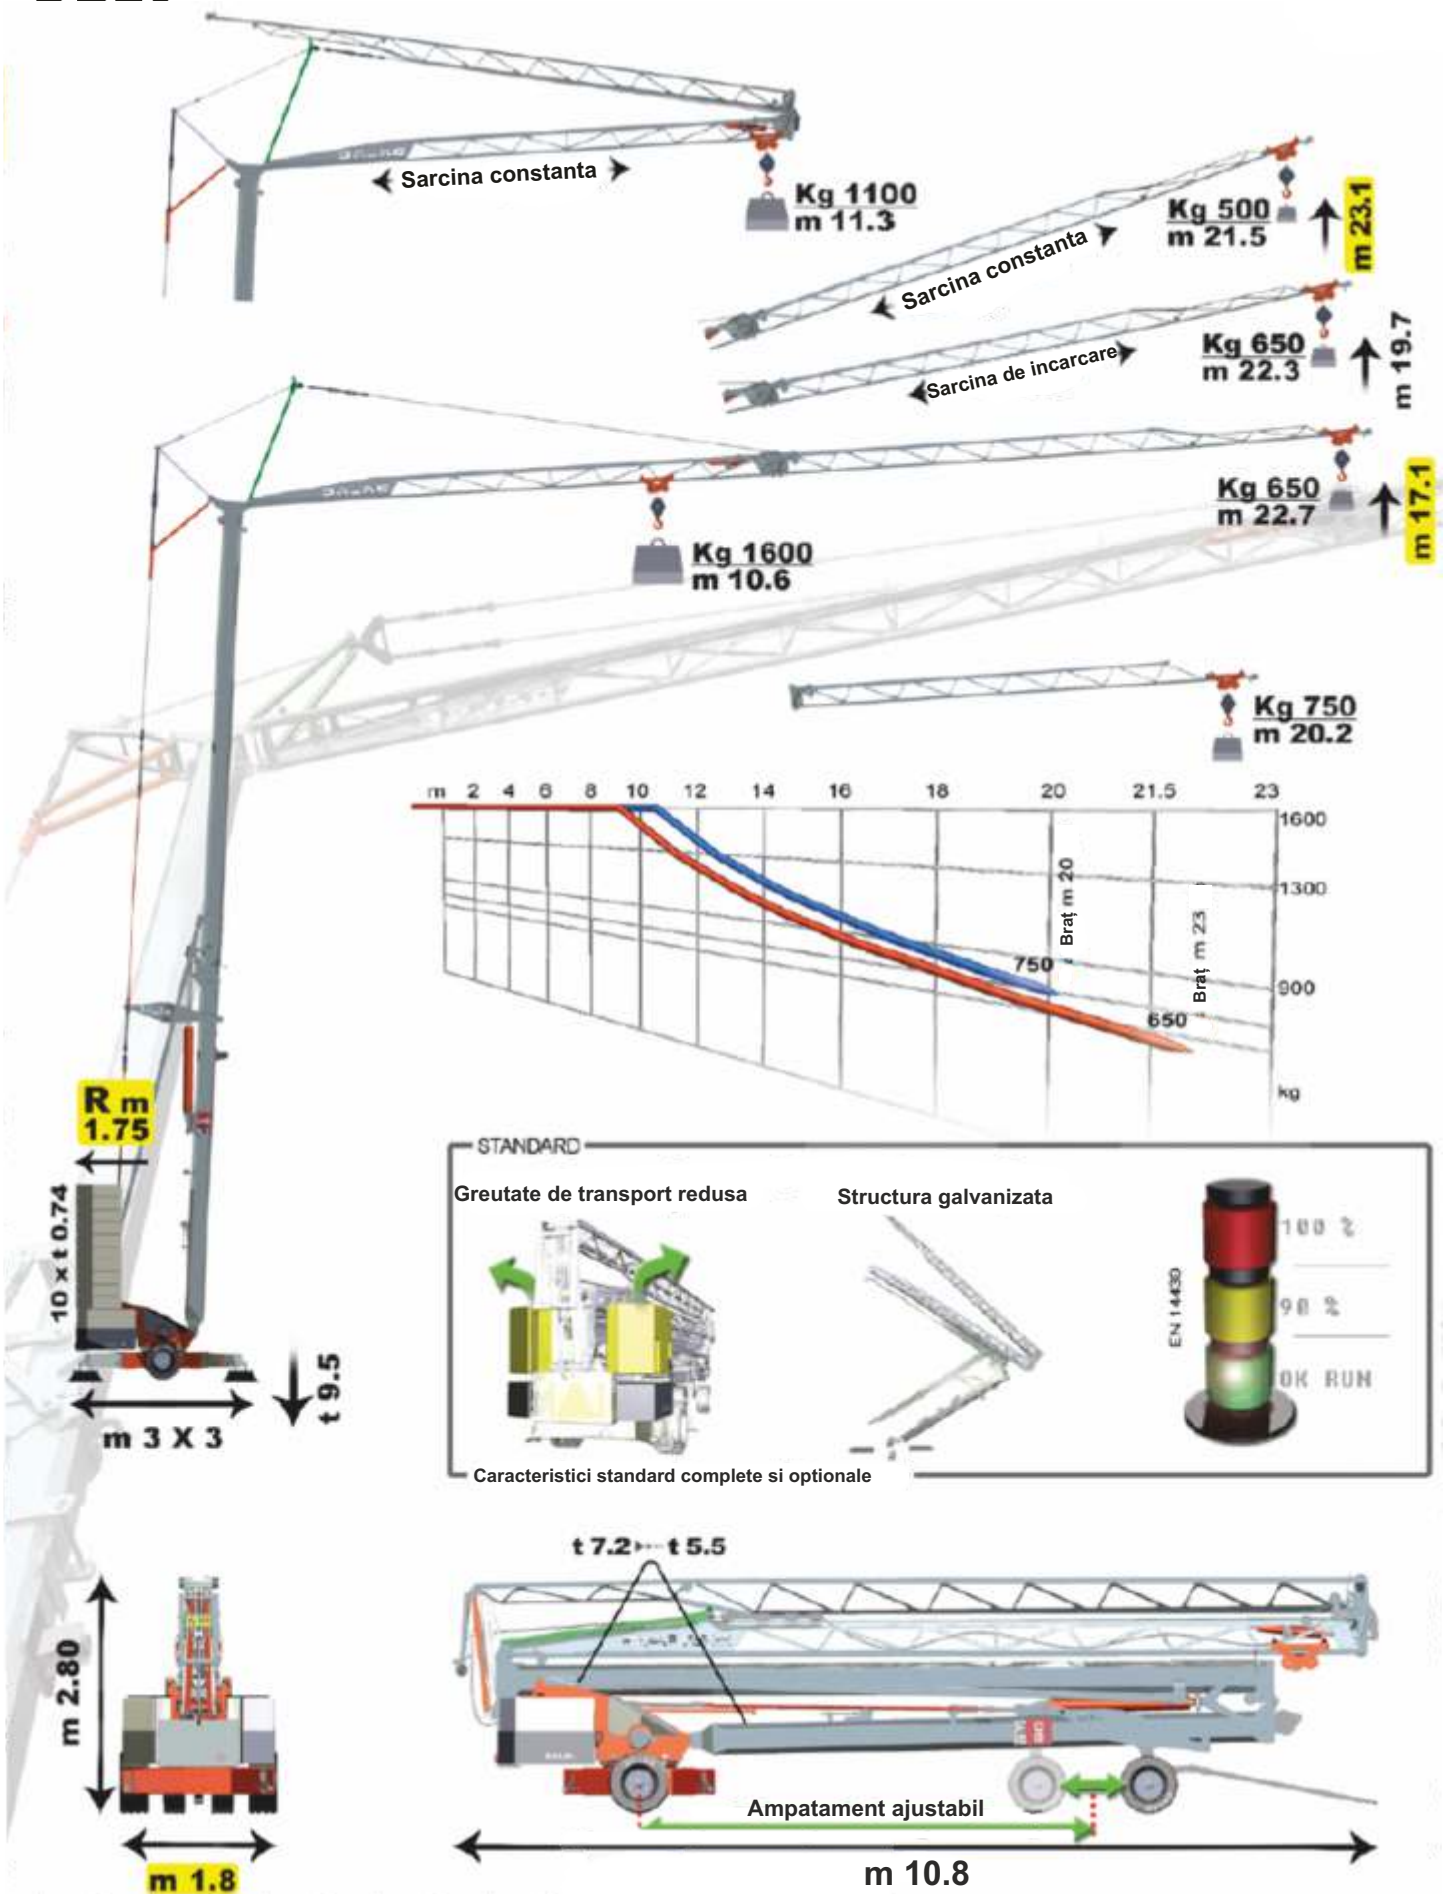 Sarcina constanta
Kg 1100
m 11.3
Kg 500
m 21.5
m 23.1
Sarcina constanta
Kg 650
m 22.3
m 19.7
Sarcina de incarcare
Kg 650
m 22.7
m 17.1
Kg 1600
m 10.6
Kg 750
m 20.2
m 2 4 6 8 10 12 14 16 18 20 21.5 23
1600
1300
900
kg
Braț m 20
Braț m 23
750
650
R m
1.75
10 x t 0.74
t 9.5
m 3 X 3
STANDARD
Greutate de transport redusa
Structura galvanizata
EN 14430
100 %
90 %
OK RUN
Caracteristici standard complete si optionale
t 7.2 t 5.5
m 2.80
m 1.8
Ampatament ajustabil
m 10.8